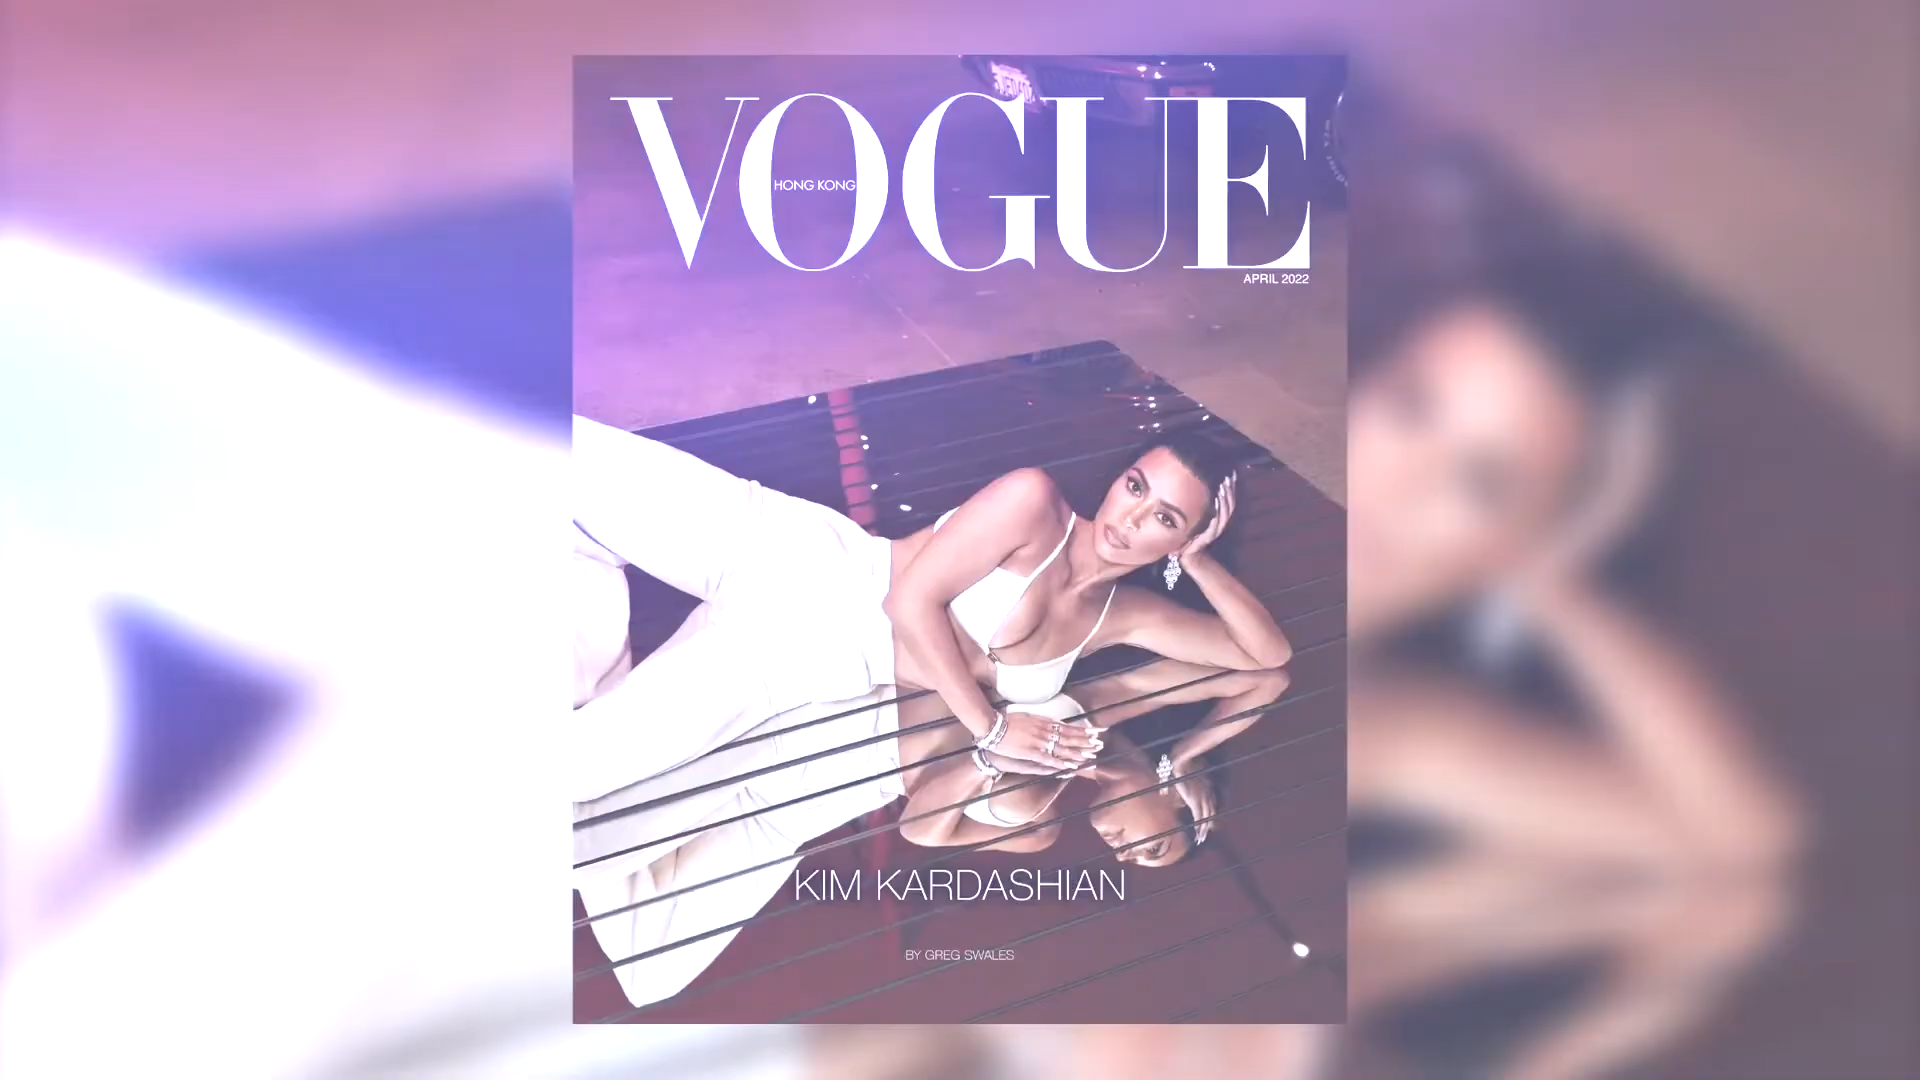 VOGUE
HONG KONG
APRIL 2022
KIM KARDASHIAN
BY GREG SWALES